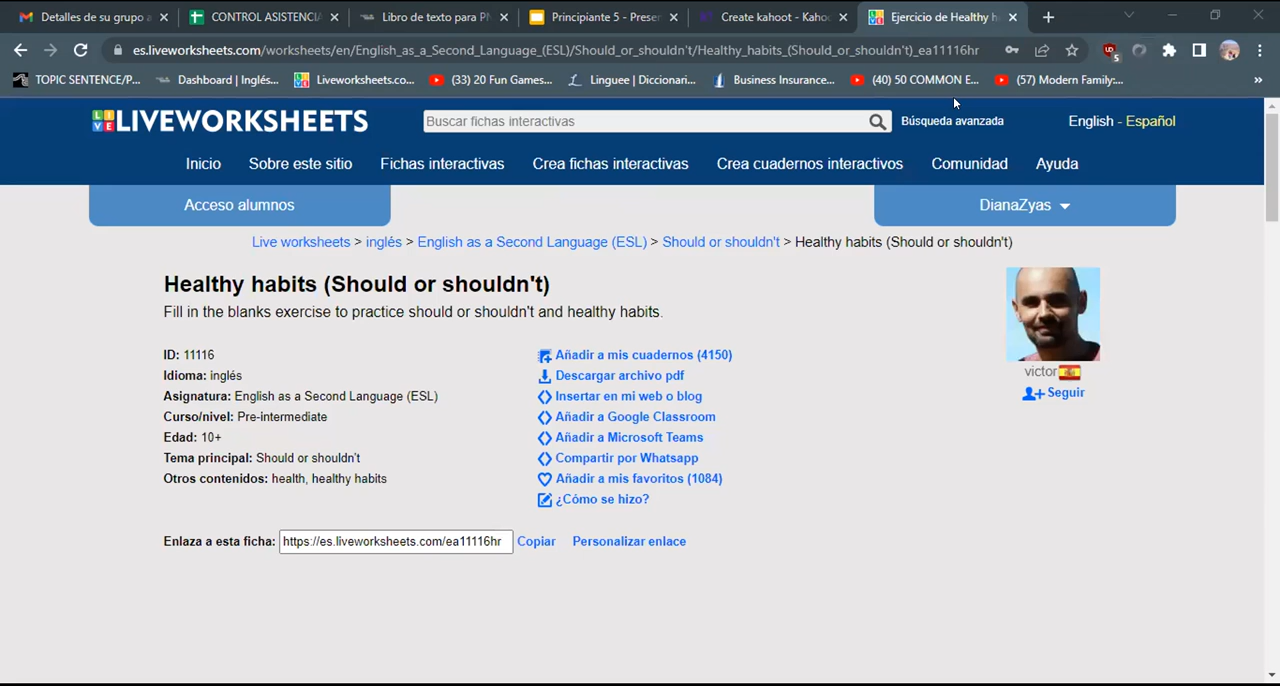 Detalles de su grupo a
CONTROL ASISTENCIA
Libro de texto para PN
Principiante 5 - Presen
Create kahoot - Kahoo
Ejercicio de Healthy h
es.liveworksheets.com/worksheets/en/English_as_a_Second_Language_(ESL)/Should_or_shouldn't/Healthy_habits_(Should_or_shouldn't)_ea11116hr
5
TOPIC SENTENCE/P...
Dashboard | Inglés...
Liveworksheets.co...
(33) 20 Fun Games...
Linguee | Diccionari...
Business Insurance...
(40) 50 COMMON E...
(57) Modern Family:...
LIVEWORKSHEETS
Buscar fichas interactivas
Búsqueda avanzada
English - Español
Inicio
Sobre este sitio
Fichas interactivas
Crea fichas interactivas
Crea cuadernos interactivos
Comunidad
Ayuda
Acceso alumnos
DianaZyas
Live worksheets > inglés > English as a Second Language (ESL) > Should or shouldn't > Healthy habits (Should or shouldn't)
Healthy habits (Should or shouldn't)
Fill in the blanks exercise to practice should or shouldn't and healthy habits.
ID: 11116
Idioma: inglés
Asignatura: English as a Second Language (ESL)
Curso/nivel: Pre-intermediate
Edad: 10+
Tema principal: Should or shouldn't
Otros contenidos: health, healthy habits
Añadir a mis cuadernos (4150)
Descargar archivo pdf
Insertar en mi web o blog
Añadir a Google Classroom
Añadir a Microsoft Teams
Compartir por Whatsapp
Añadir a mis favoritos (1084)
¿Cómo se hizo?
victor
Seguir
Enlaza a esta ficha: https://es.liveworksheets.com/ea11116hr Copiar Personalizar enlace